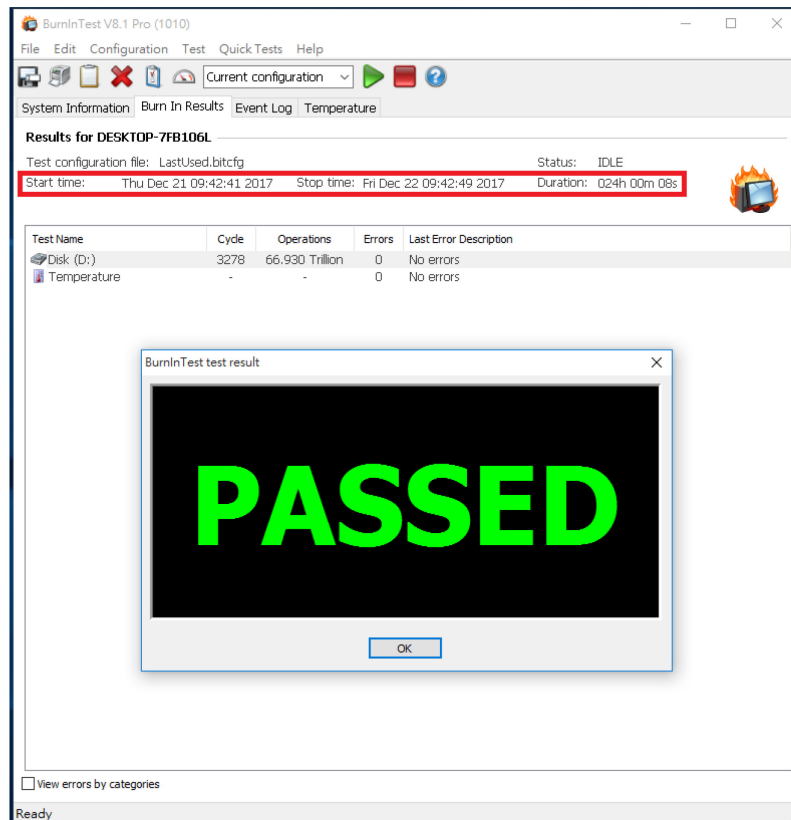 BurnInTest V8.1 Pro (1010)
File Edit Configuration Test Quick Tests Help
Current configuration
System Information Burn In Results Event Log Temperature
Results for DESKTOP-7FB106L
Test configuration file: LastUsed.bitcfg Status: IDLE
Start time: Thu Dec 21 09:42:41 2017 Stop time: Fri Dec 22 09:42:49 2017 Duration: 024h 00m 08s
Test Name Cycle Operations Errors Last Error Description
Disk (D:) 3278 66.930 Trillion 0 No errors
Temperature - - 0 No errors
BurnInTest test result
PASSED
OK
View errors by categories
Ready